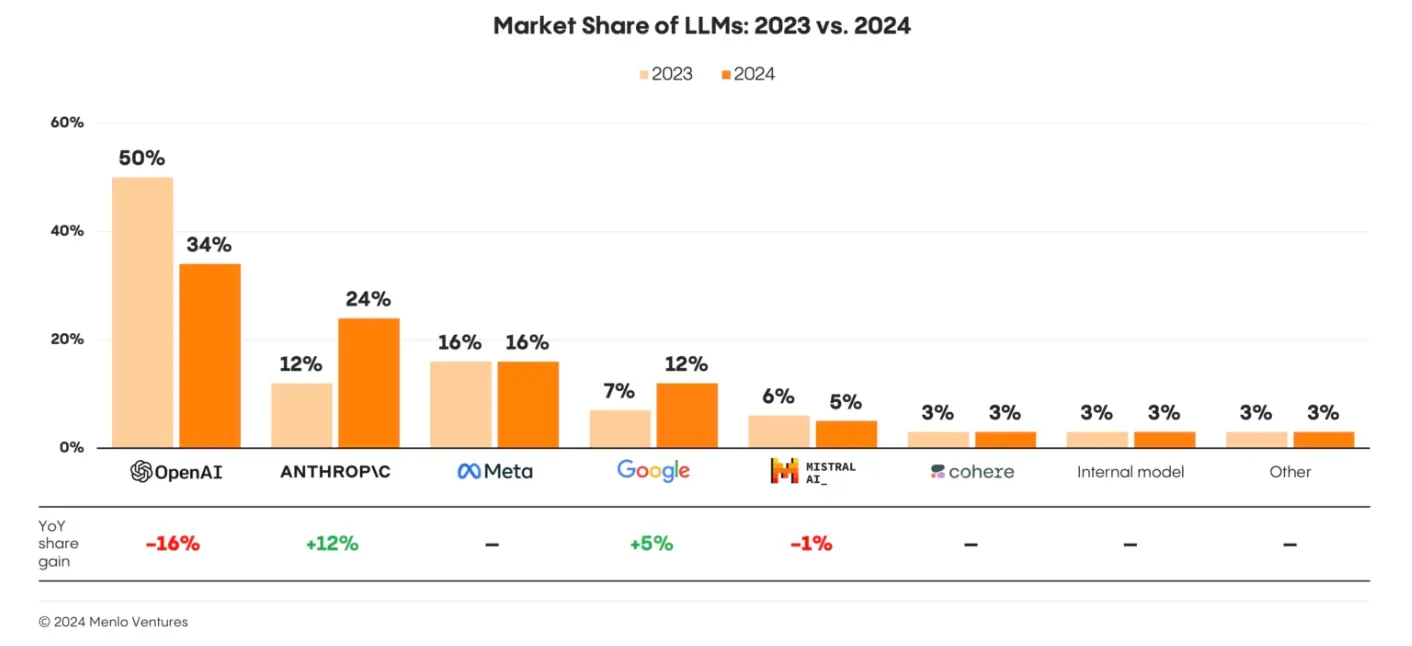 Market Share of LLMs: 2023 vs. 2024
2023 2024
60%
40%
20%
0%
50% 34%
12% 24%
16% 16%
7% 12%
6% 5%
3% 3%
3% 3%
3% 3%
OpenAI ANTHROP\C Meta Google MISTRAL AI_ cohere Internal model Other
YoY
share
gain
-16% +12% – +5% -1% – – –
© 2024 Menlo Ventures